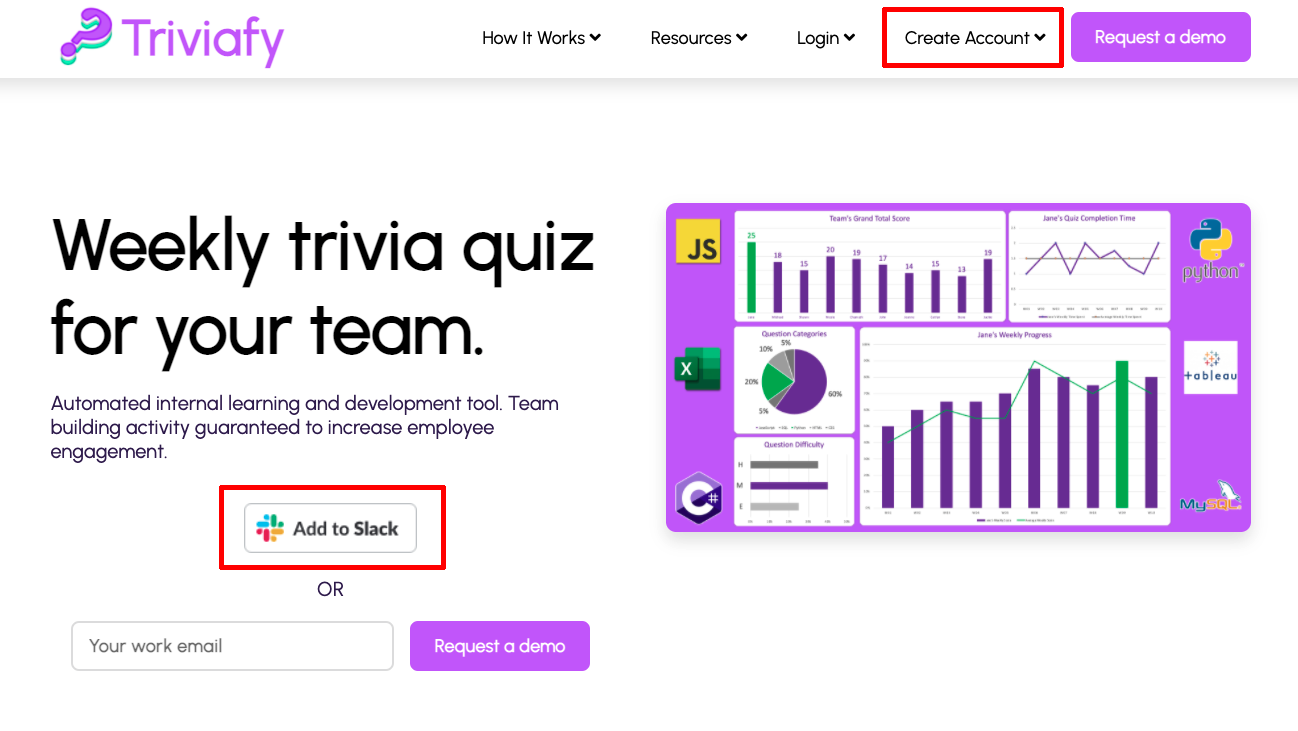 Triviafy
How It Works
Resources
Login
Create Account
Request a demo
Weekly trivia quiz
for your team.
Automated internal learning and development tool. Team
building activity guaranteed to increase employee
engagement.
Add to Slack
OR
Your work email
Request a demo
JS
Team's Grand Total Score
25
18
15
20
19
17
14
15
13
19
Jane's Quiz Completion Time
python
X
Question Categories
5%
10%
20%
5%
60%
Jane's Weekly Progress
+ableau
C#
Question Difficulty
H
M
E
MySQL